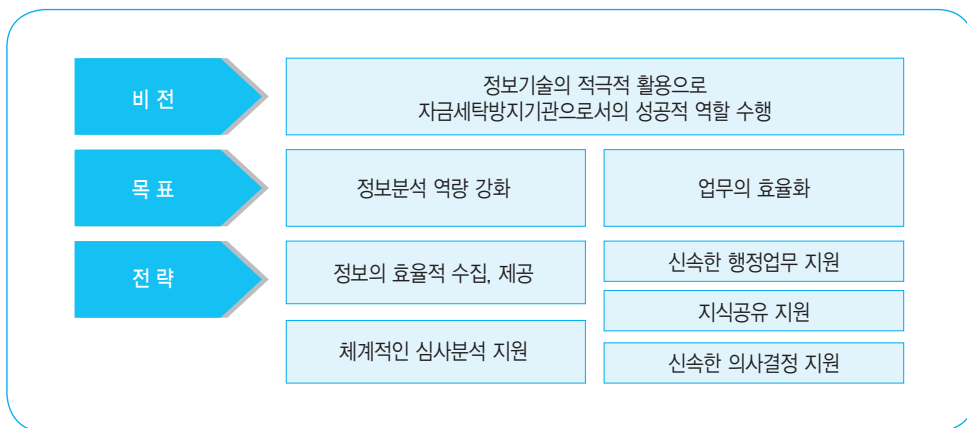 비 전
정보기술의 적극적 활용으로
자금세탁방지기관으로서의 성공적 역할 수행
목 표
정보분석 역량 강화
업무의 효율화
전 략
정보의 효율적 수집, 제공
체계적인 심사분석 지원
신속한 행정업무 지원
지식공유 지원
신속한 의사결정 지원